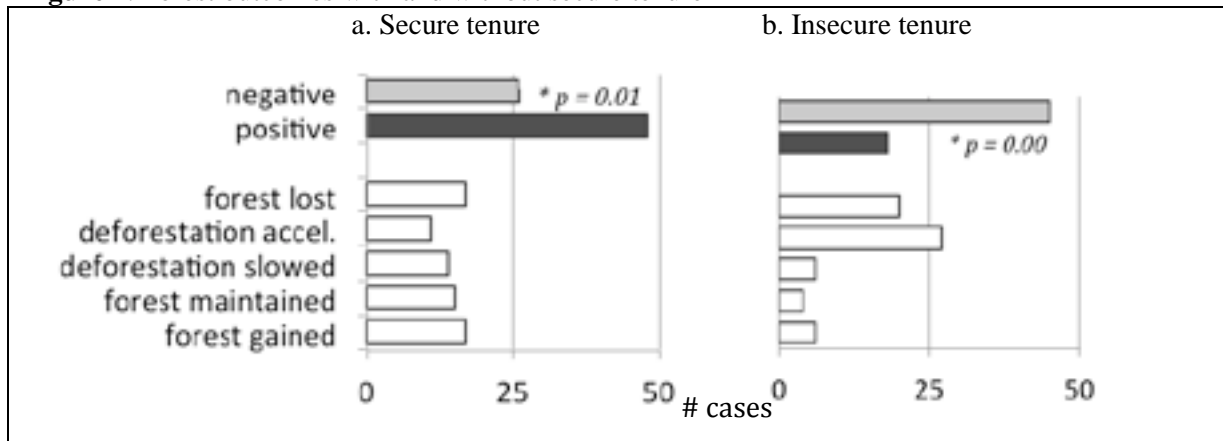 a. Secure tenure
b. Insecure tenure
negative
* p = 0.01
positive
* p = 0.00
forest lost
deforestation accel.
deforestation slowed
forest maintained
forest gained
0 25 50 # cases 0 25 50